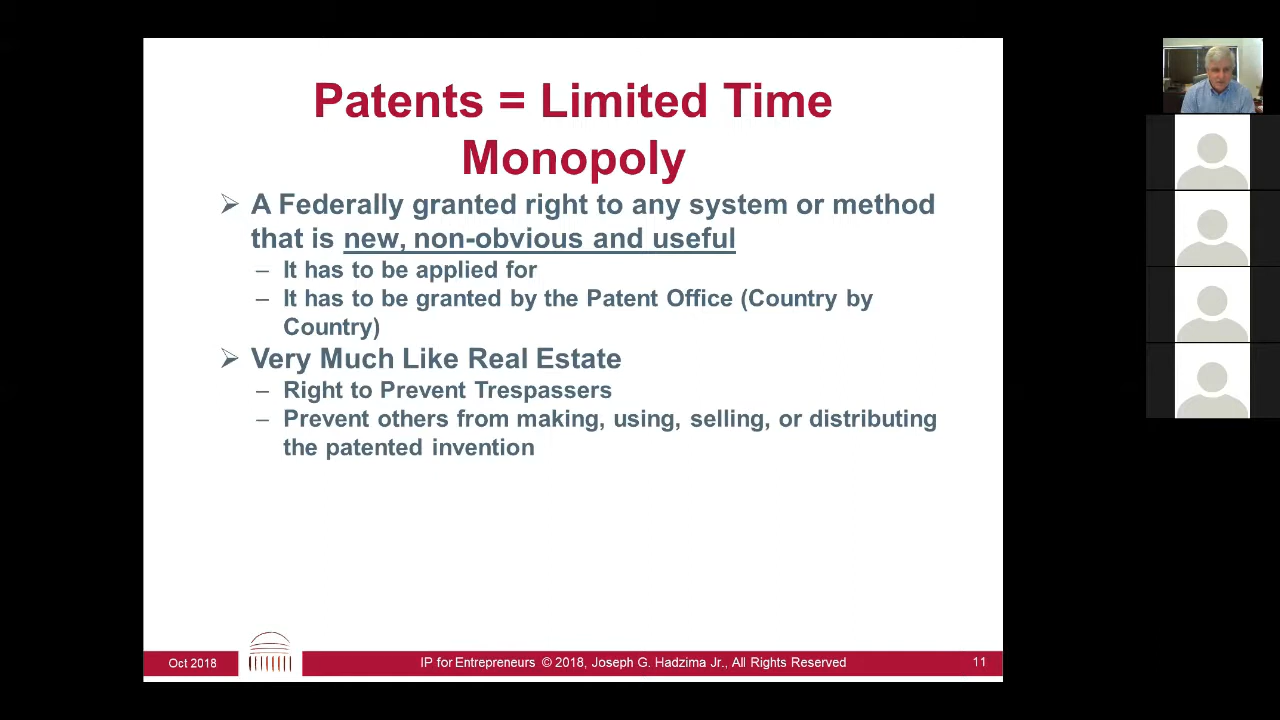 Patents = Limited Time
Monopoly
➢ A Federally granted right to any system or method
that is new, non-obvious and useful
– It has to be applied for
– It has to be granted by the Patent Office (Country by
Country)
➢ Very Much Like Real Estate
– Right to Prevent Trespassers
– Prevent others from making, using, selling, or distributing
the patented invention
Oct 2018
IP for Entrepreneurs © 2018, Joseph G. Hadzima Jr., All Rights Reserved
11